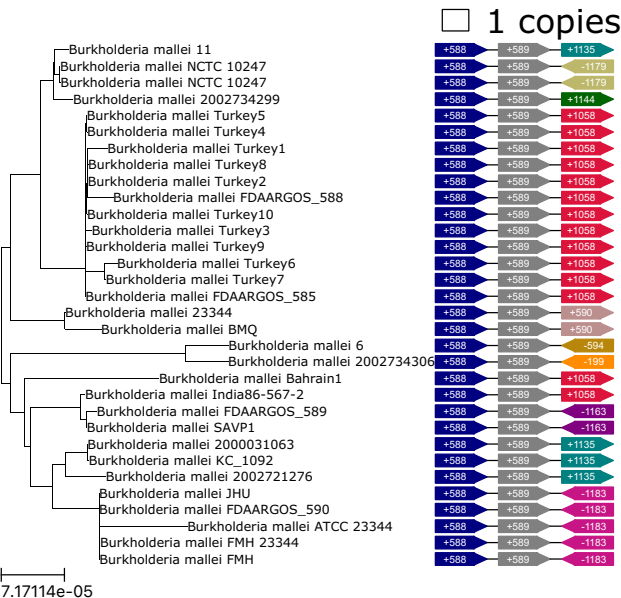 1 copies
Burkholderia mallei 11 +588 +589 +1135
Burkholderia mallei NCTC 10247 +588 +589 -1179
Burkholderia mallei NCTC 10247 +588 +589 -1179
Burkholderia mallei 2002734299 +588 +589 +1144
Burkholderia mallei Turkey5 +588 +589 +1058
Burkholderia mallei Turkey4 +588 +589 +1058
Burkholderia mallei Turkey1 +588 +589 +1058
Burkholderia mallei Turkey8 +588 +589 +1058
Burkholderia mallei Turkey2 +588 +589 +1058
Burkholderia mallei FDAARGOS_588 +588 +589 +1058
Burkholderia mallei Turkey10 +588 +589 +1058
Burkholderia mallei Turkey3 +588 +589 +1058
Burkholderia mallei Turkey9 +588 +589 +1058
Burkholderia mallei Turkey6 +588 +589 +1058
Burkholderia mallei Turkey7 +588 +589 +1058
Burkholderia mallei FDAARGOS_585 +588 +589 +1058
Burkholderia mallei 23344 +588 +589 +590
Burkholderia mallei BMQ +588 +589 +590
Burkholderia mallei 6 +588 +589 -594
Burkholderia mallei 2002734306 +588 +589 -199
Burkholderia mallei Bahrain1 +588 +589 +1058
Burkholderia mallei India86-567-2 +588 +589 +1058
Burkholderia mallei FDAARGOS_589 +588 +589 -1163
Burkholderia mallei SAVP1 +588 +589 -1163
Burkholderia mallei 2000031063 +588 +589 +1135
Burkholderia mallei KC_1092 +588 +589 +1135
Burkholderia mallei 2002721276 +588 +589 +1135
Burkholderia mallei JHU +588 +589 -1183
Burkholderia mallei FDAARGOS_590 +588 +589 -1183
Burkholderia mallei ATCC 23344 +588 +589 -1183
Burkholderia mallei FMH 23344 +588 +589 -1183
Burkholderia mallei FMH +588 +589 -1183
7.17114e-05